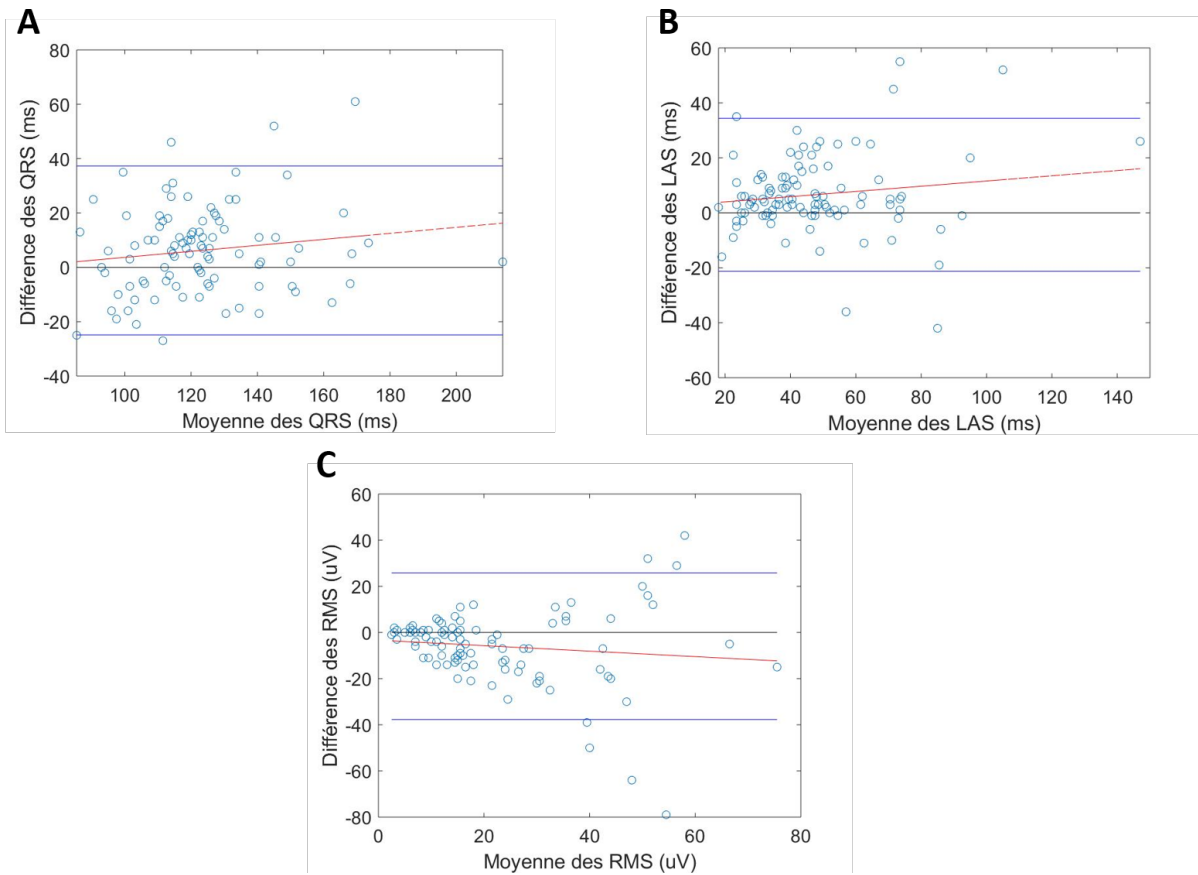 A
80
60
40
20
0
-20
-40
Différence des QRS (ms)
100 120 140 160 180 200
Moyenne des QRS (ms)
B
60
40
20
0
-20
-40
-60
Différence des LAS (ms)
20 40 60 80 100 120 140
Moyenne des LAS (ms)
C
60
40
20
0
-20
-40
-60
-80
Différence des RMS (uV)
0 20 40 60 80
Moyenne des RMS (uV)